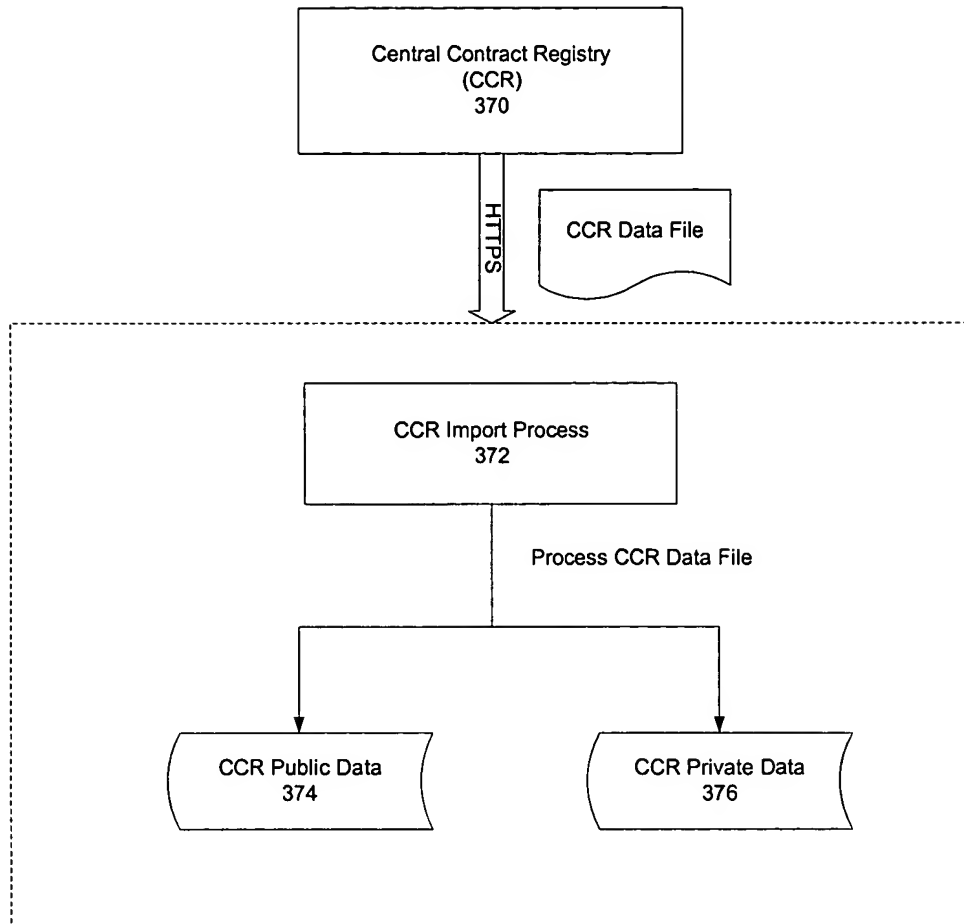 Central Contract Registry
(CCR)
370
HTTPS
CCR Data File
CCR Import Process
372
Process CCR Data File
CCR Public Data
374
CCR Private Data
376